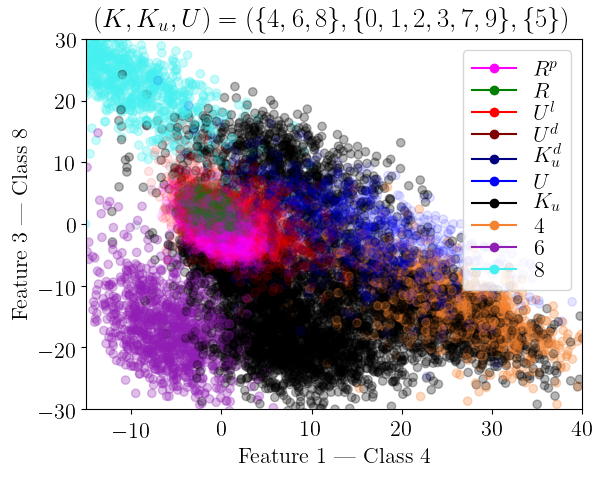 (K, K_u, U) = ({4, 6, 8}, {0, 1, 2, 3, 7, 9}, {5})
30
20
10
0
−10
−20
−30
Feature 3 — Class 8
R^p
R
U^l
U^d
K_u^d
U
K_u
4
6
8
−10
0
10
20
30
40
Feature 1 — Class 4